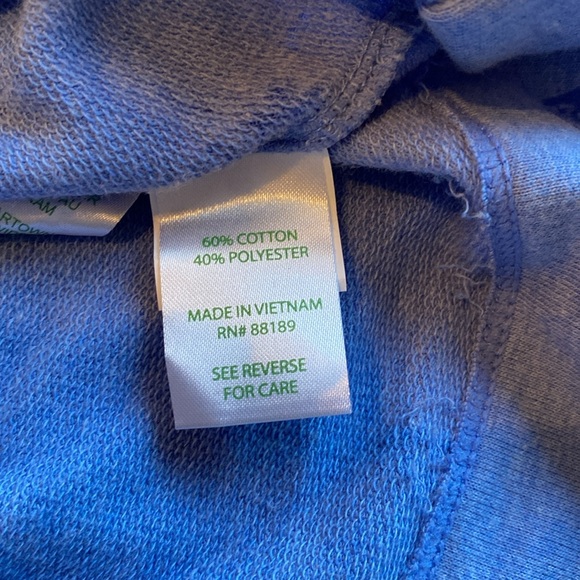 60% COTTON
40% POLYESTER
MADE IN VIETNAM
RN# 88189
SEE REVERSE
FOR CARE